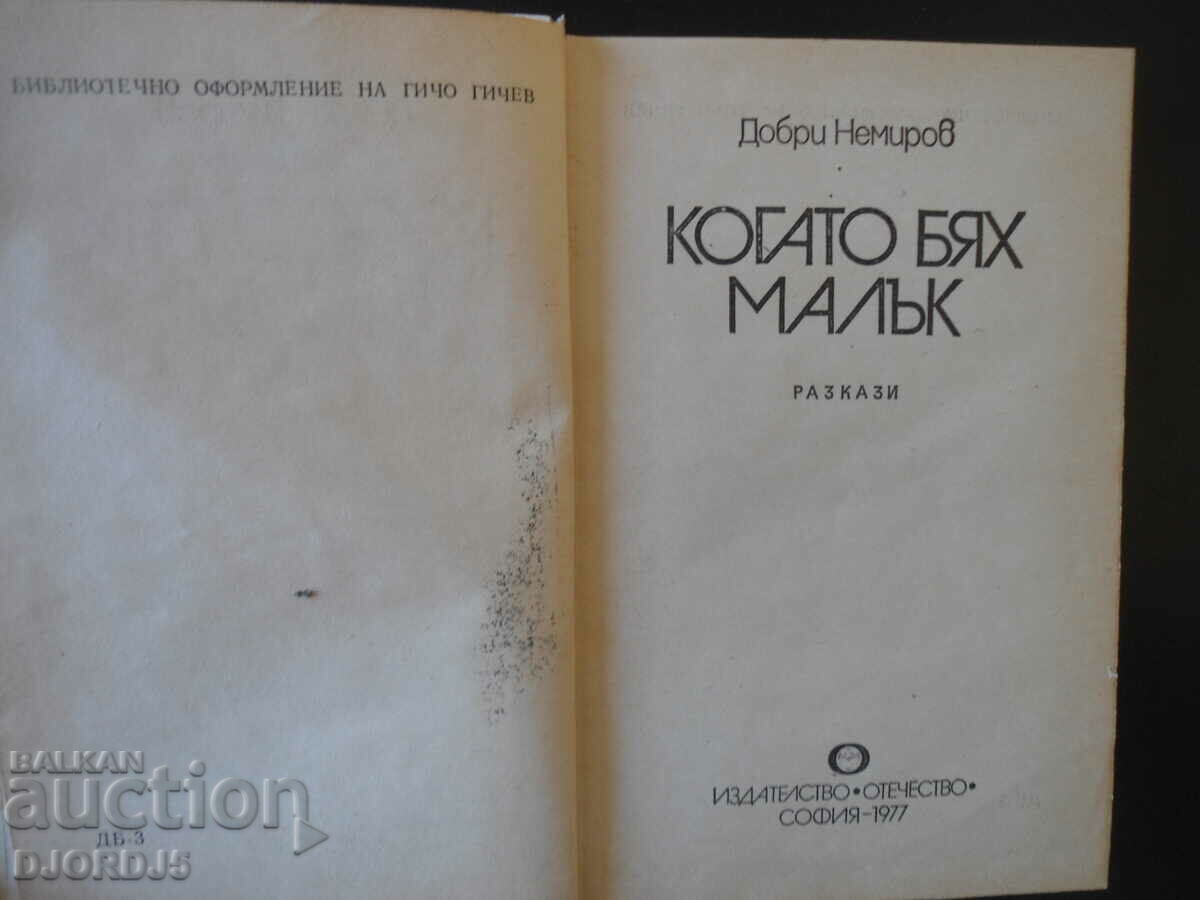 БИБЛИОТЕЧНО ОФОРМЛЕНИЕ НА ГИЧО ГИЧЕВ
BALKAN
auction
ДБ-3
DJORDJ5
Добри Немиров
КОГАТО БЯХ
МАЛЪК
РАЗКАЗИ
ИЗДАТЕЛСТВО • ОТЕЧЕСТВО •
СОФИЯ–1977